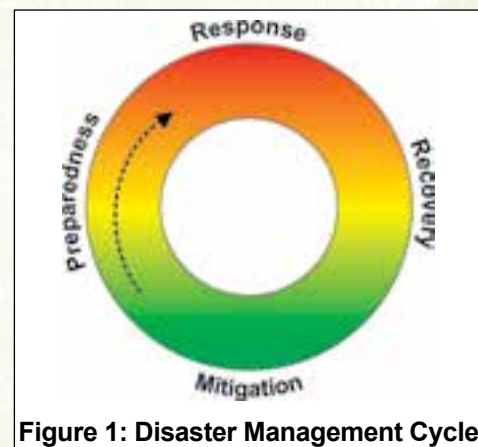 Response
Preparedness
Recovery
Mitigation
Figure 1: Disaster Management Cycle